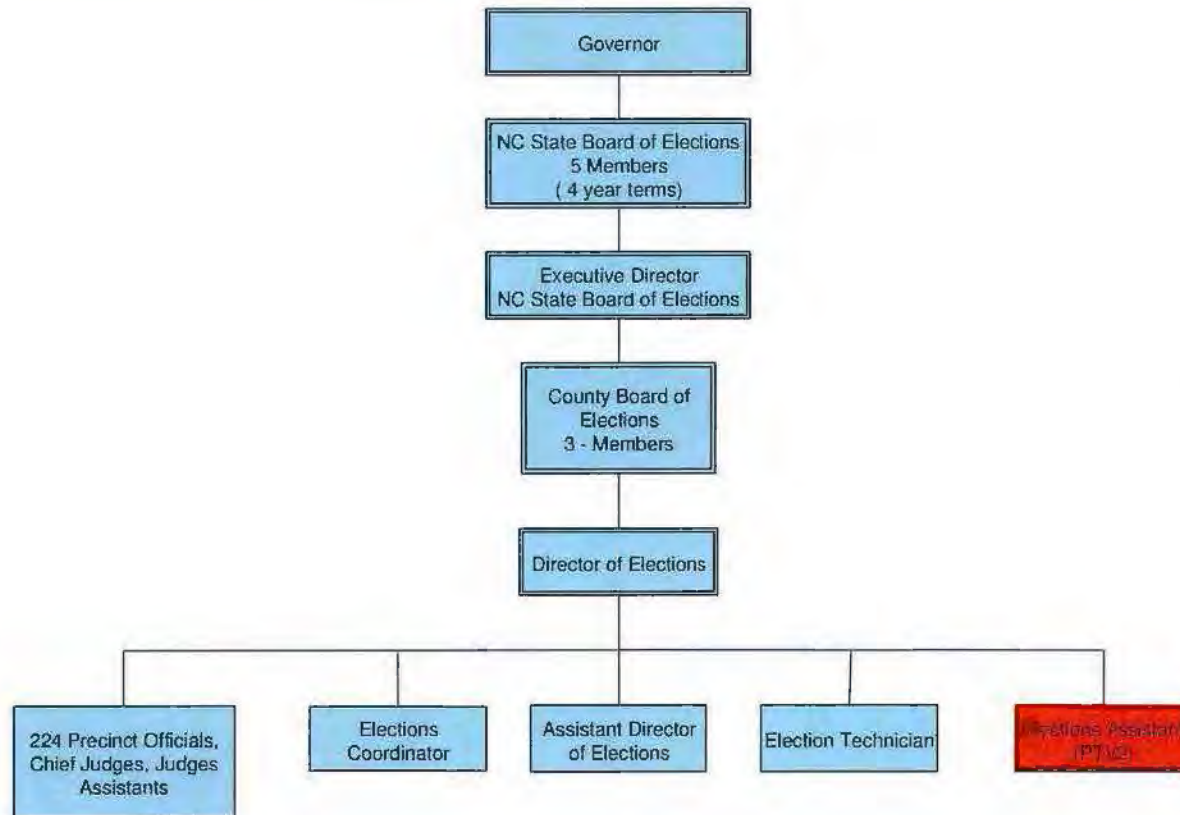 Governor
NC State Board of Elections
5 Members
( 4 year terms)
Executive Director
NC State Board of Elections
County Board of
Elections
3 - Members
Director of Elections
224 Precinct Officials,
Chief Judges, Judges
Assistants
Elections
Coordinator
Assistant Director
of Elections
Election Technician
Elections Assistant